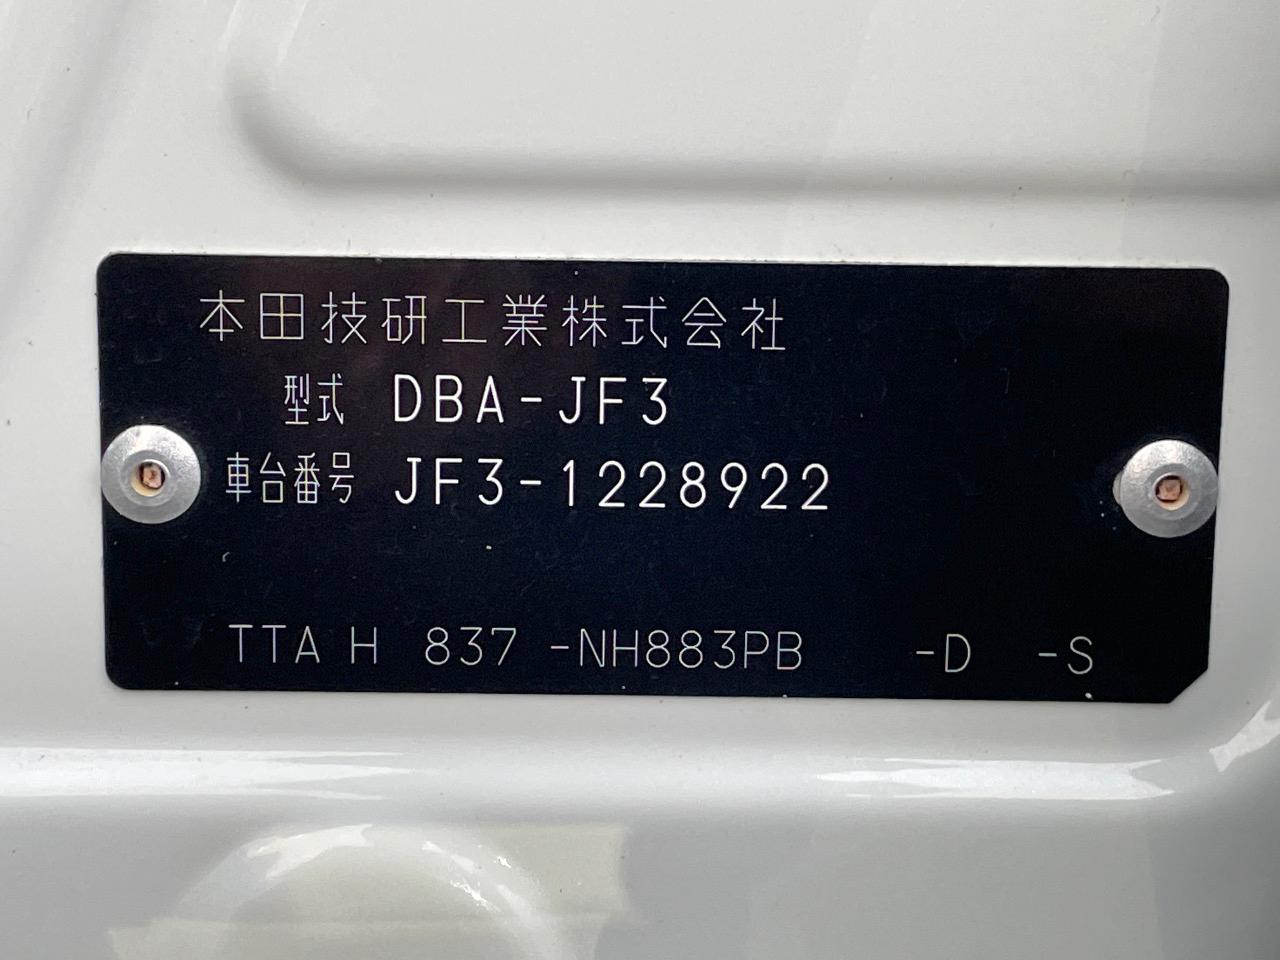 本田技研工業株式会社
型式 DBA-JF3
車台番号 JF3-1228922
TTA H 837 -NH883PB -D -S